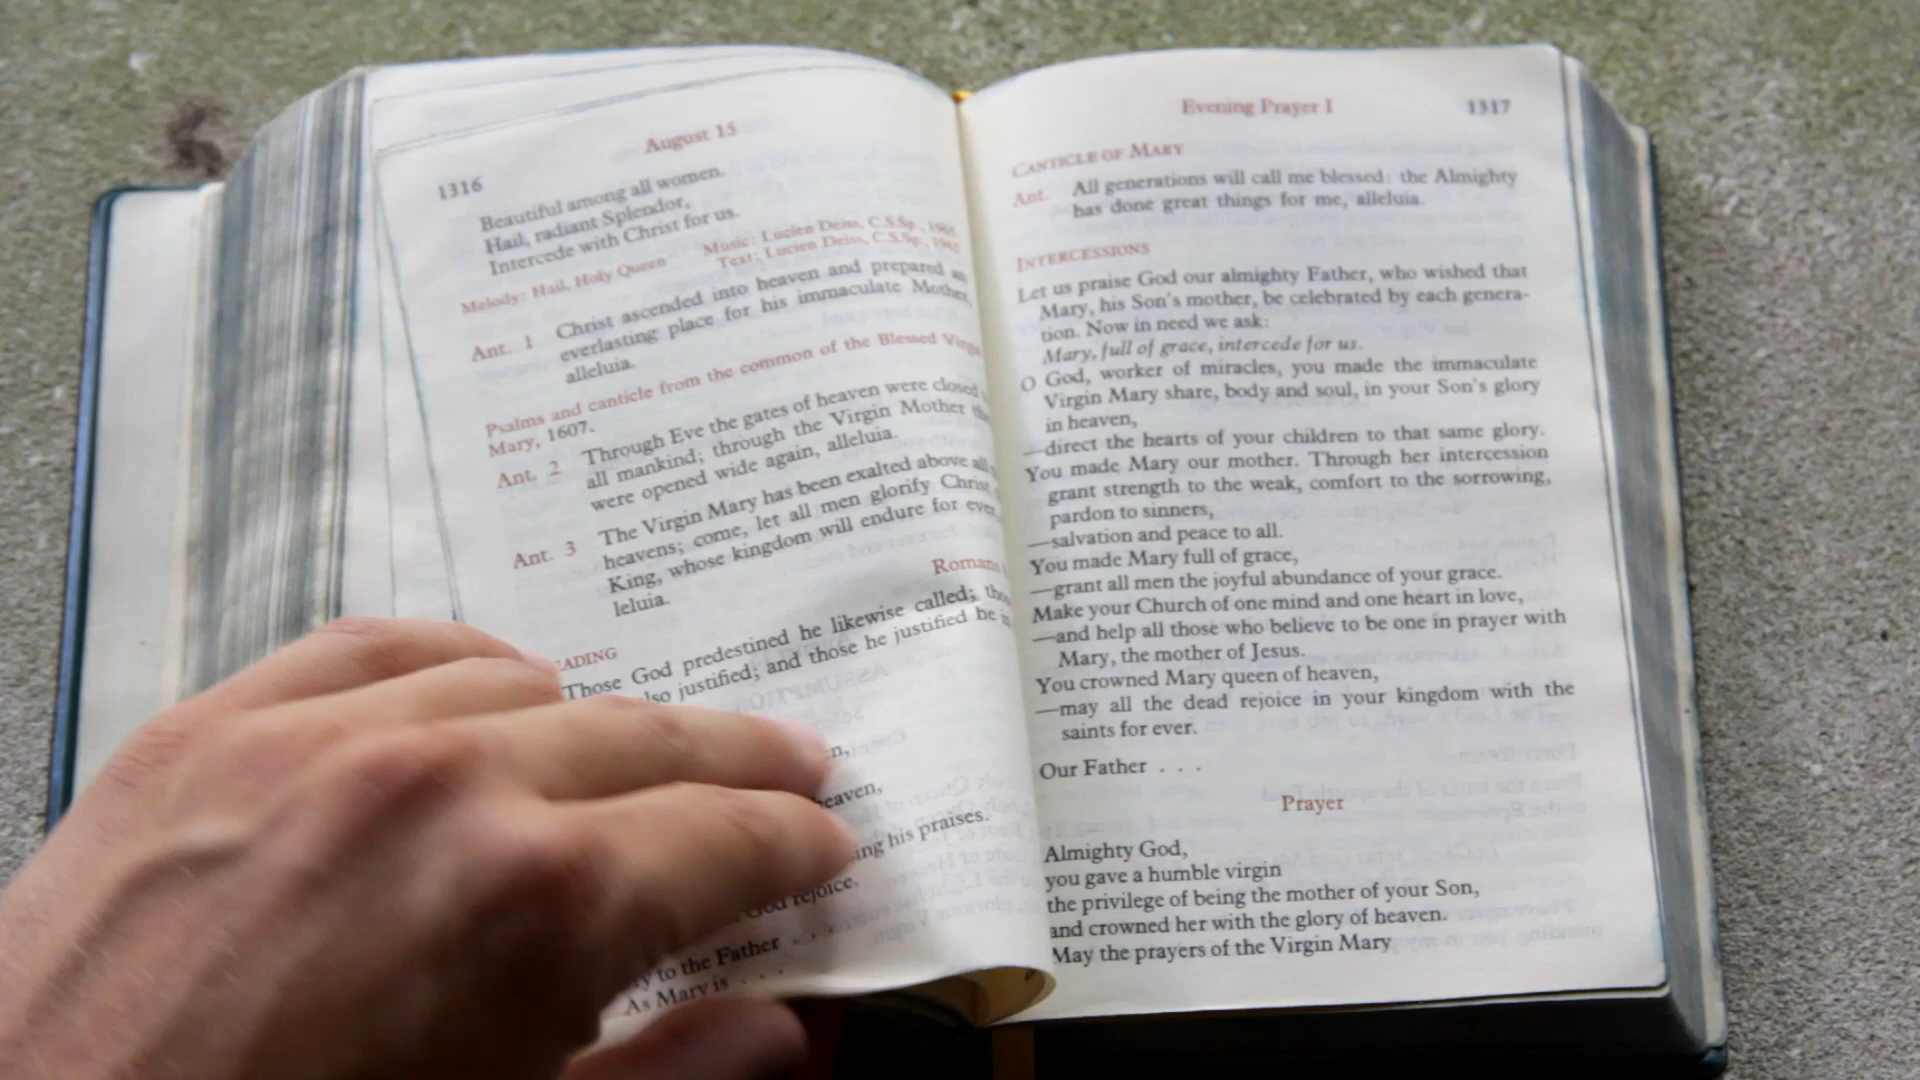 1316
August 15
Beautiful among all women.
Hail, radiant Splendor,
Intercede with Christ for us.
Melody: Hail, Holy Queen
Music: Lucien Deiss, C.S.Sp.,
Text: Lucien Deiss, C.S.Sp.,
Ant. 1 Christ ascended into heaven and prepared an
everlasting place for his immaculate Mother,
alleluia.
Psalms and canticle from the common of the Blessed Virgin
Mary, 1607.
Ant. 2 Through Eve the gates of heaven were closed
all mankind; through the Virgin Mother
were opened wide again, alleluia.
Ant. 3 The Virgin Mary has been exalted above all
heavens; come, let all men glorify Christ
King, whose kingdom will endure for ever,
leluia.
ADING
Romans
Those God predestined he likewise called;
lso justified; and those he justified he
heaven,
ing his praises.
God rejoice.
y to the Father . . .
As Mary is . . .
Evening Prayer I 1317
CANTICLE OF MARY
Ant. All generations will call me blessed: the Almighty
has done great things for me, alleluia.
INTERCESSIONS
Let us praise God our almighty Father, who wished that
Mary, his Son's mother, be celebrated by each genera-
tion. Now in need we ask:
Mary, full of grace, intercede for us.
O God, worker of miracles, you made the immaculate
Virgin Mary share, body and soul, in your Son's glory
in heaven,
—direct the hearts of your children to that same glory.
You made Mary our mother. Through her intercession
grant strength to the weak, comfort to the sorrowing,
pardon to sinners,
—salvation and peace to all.
You made Mary full of grace,
—grant all men the joyful abundance of your grace.
Make your Church of one mind and one heart in love,
—and help all those who believe to be one in prayer with
Mary, the mother of Jesus.
You crowned Mary queen of heaven,
—may all the dead rejoice in your kingdom with the
saints for ever.
Our Father . . .
Prayer
Almighty God,
you gave a humble virgin
the privilege of being the mother of your Son,
and crowned her with the glory of heaven.
May the prayers of the Virgin Mary